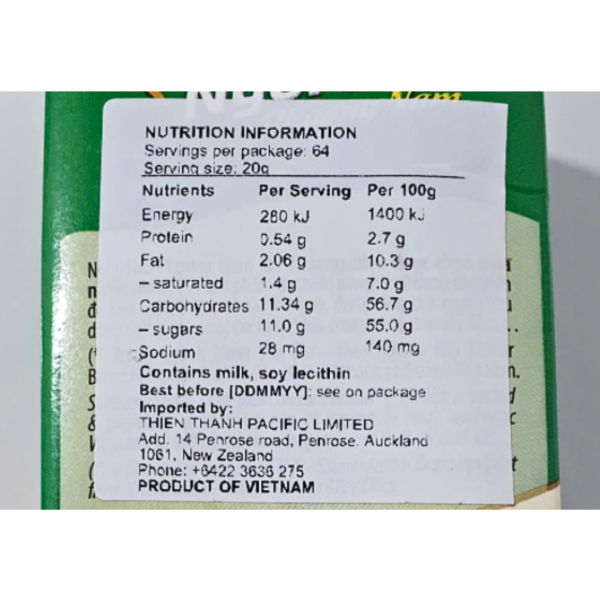 Nam
NUTRITION INFORMATION
Servings per package: 64
Serving size: 20g
Nutrients Per Serving Per 100g
Energy 280 kJ 1400 kJ
Protein 0.54 g 2.7 g
Fat 2.06 g 10.3 g
– saturated 1.4 g 7.0 g
Carbohydrates 11.34 g 56.7 g
– sugars 11.0 g 55.0 g
Sodium 28 mg 140 mg
Contains milk, soy lecithin
Best before [DDMMYY]: see on package
Imported by:
THIEN THANH PACIFIC LIMITED
Add. 14 Penrose road, Penrose. Auckland
1061, New Zealand
Phone: +6422 3636 275
PRODUCT OF VIETNAM